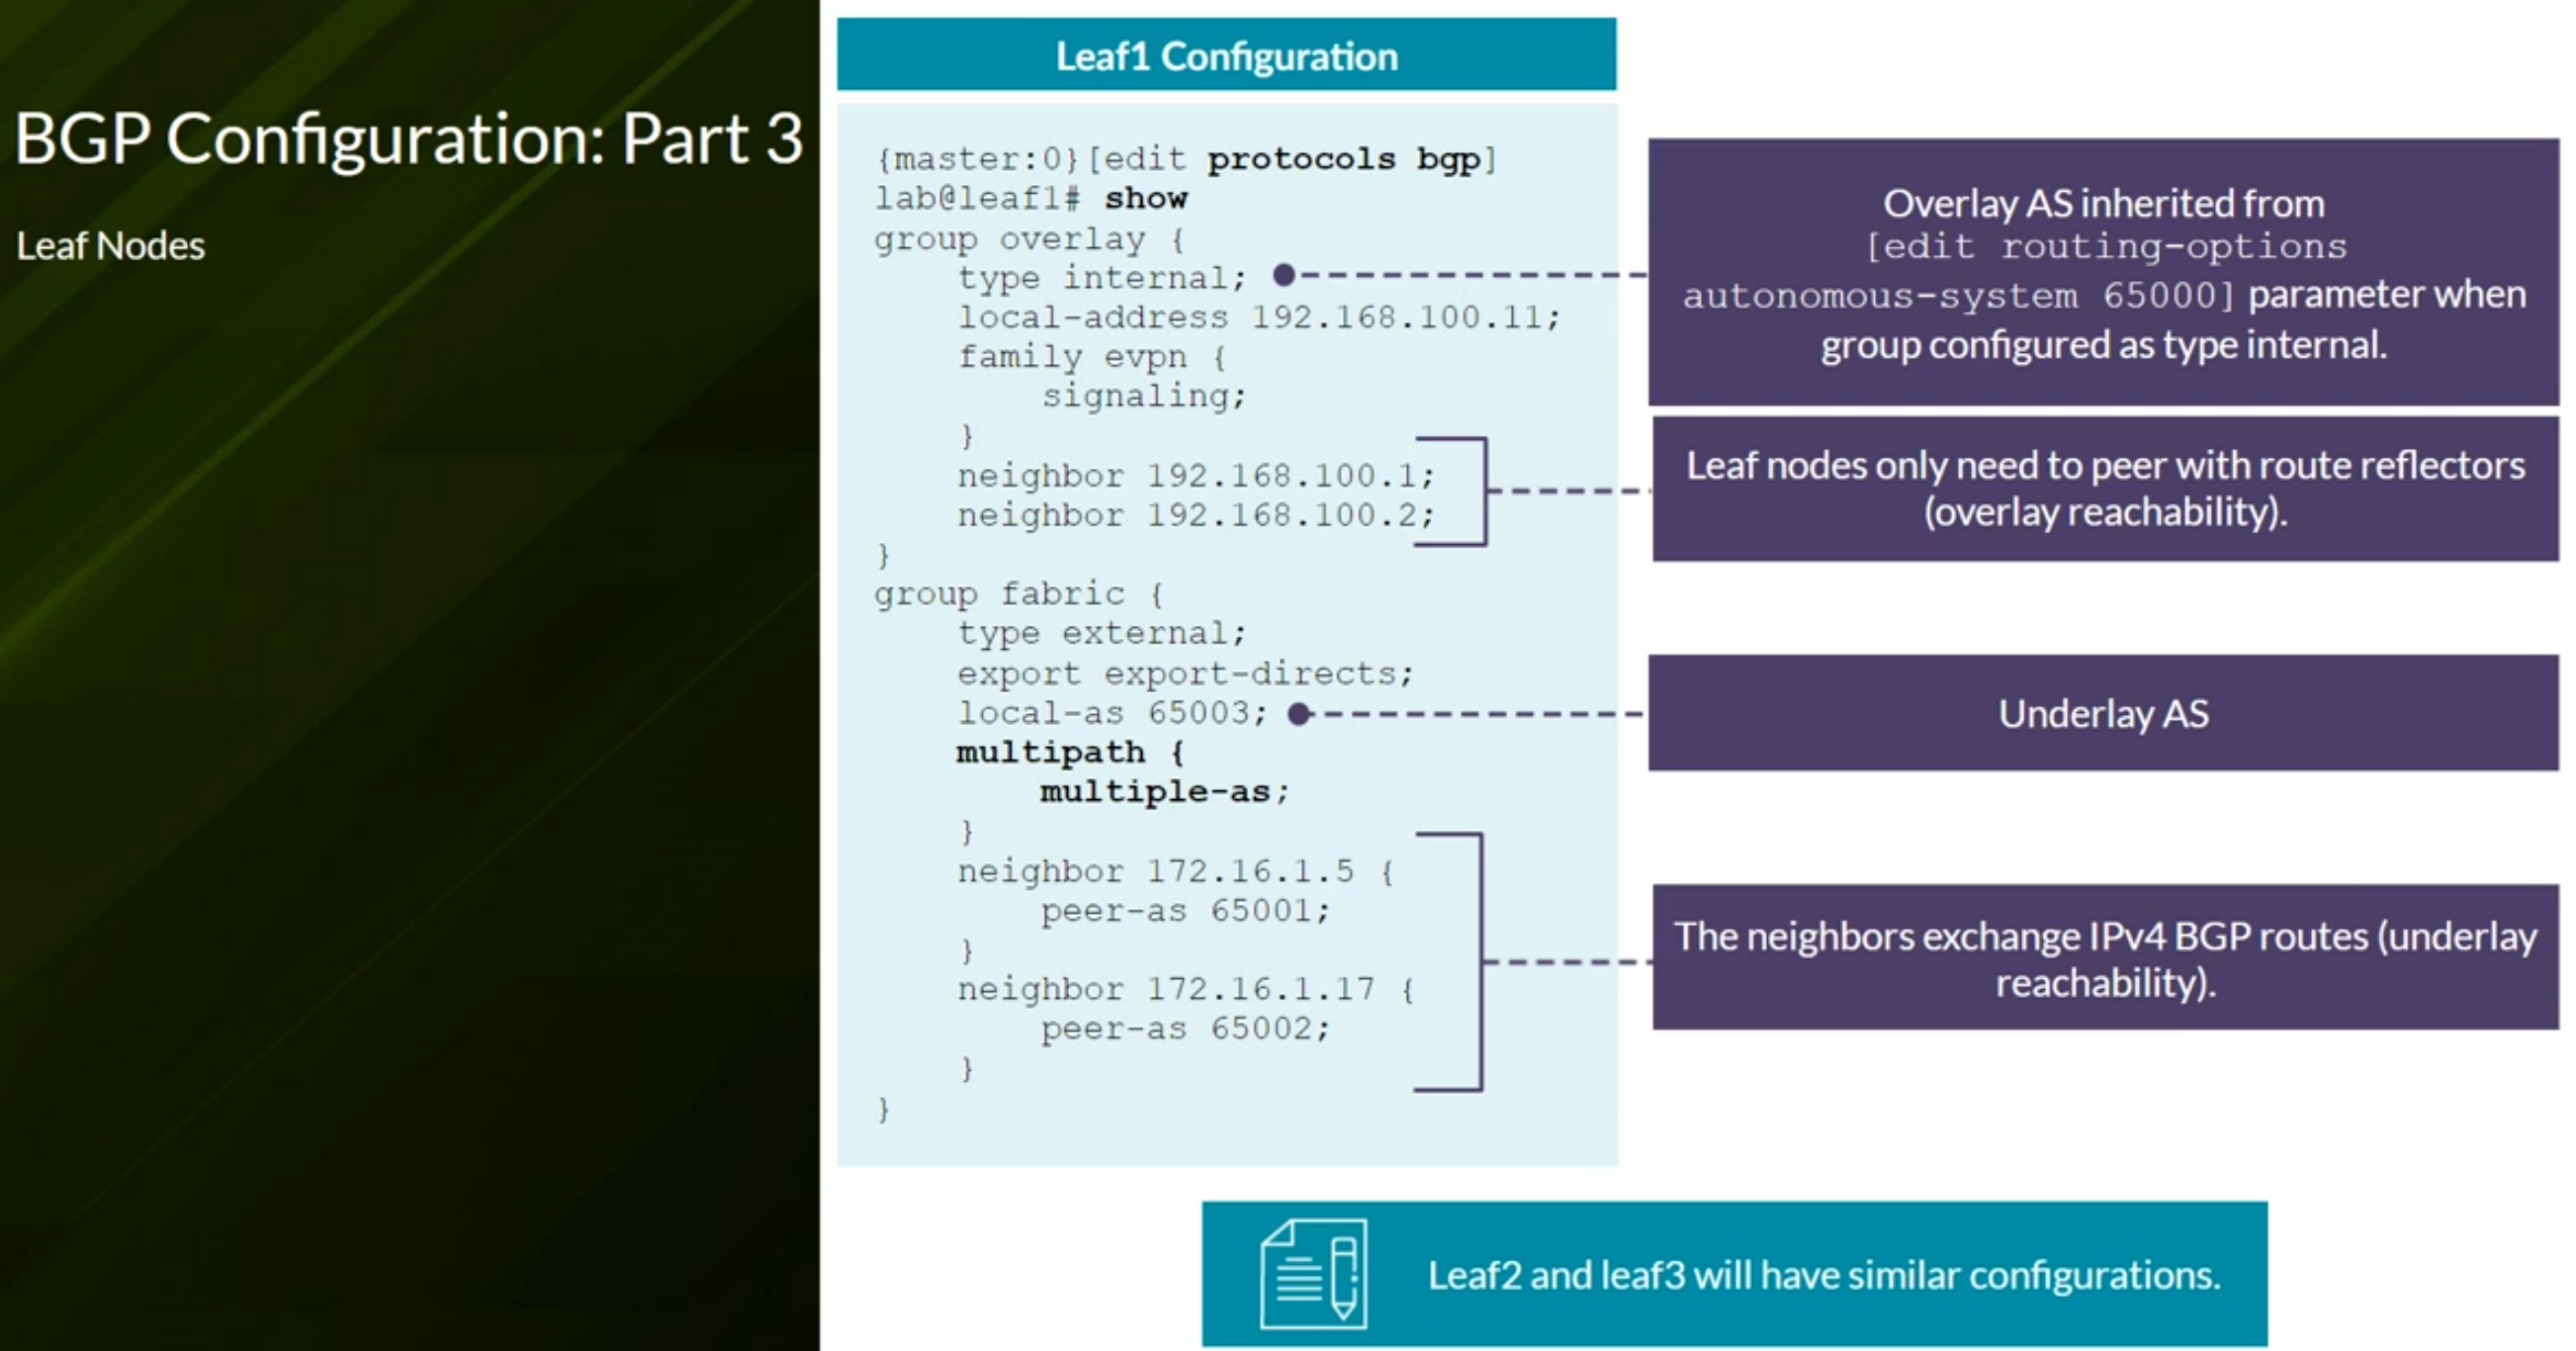 BGP Configuration: Part 3
Leaf Nodes
Leaf1 Configuration
{master:0}[edit protocols bgp]
lab@leaf1# show
group overlay {
    type internal;
    local-address 192.168.100.11;
    family evpn {
        signaling;
    }
    neighbor 192.168.100.1;
    neighbor 192.168.100.2;
}
group fabric {
    type external;
    export export-directs;
    local-as 65003;
    multipath {
        multiple-as;
    }
    neighbor 172.16.1.5 {
        peer-as 65001;
    }
    neighbor 172.16.1.17 {
        peer-as 65002;
    }
}
Overlay AS inherited from
[edit routing-options
autonomous-system 65000] parameter when
group configured as type internal.
Leaf nodes only need to peer with route reflectors
(overlay reachability).
Underlay AS
The neighbors exchange IPv4 BGP routes (underlay
reachability).
Leaf2 and leaf3 will have similar configurations.